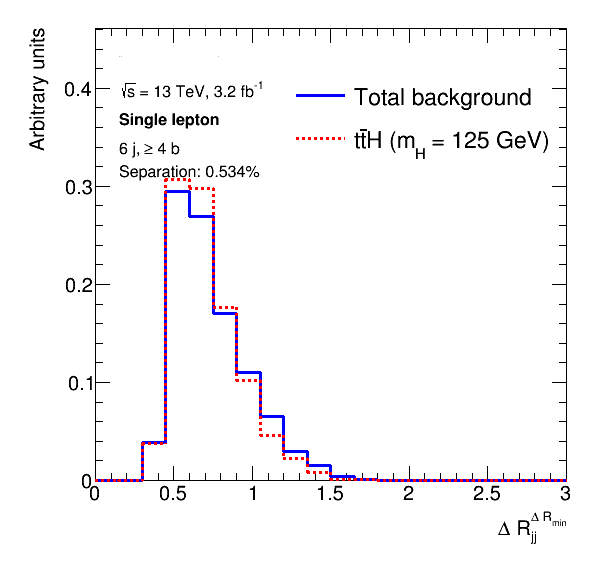 Arbitrary units
√s = 13 TeV, 3.2 fb⁻¹
Single lepton
6 j, ≥ 4 b
Separation: 0.534%
Total background
tt̄H (m_H = 125 GeV)
0.4
0.3
0.2
0.1
0
0 0.5 1 1.5 2 2.5 3
Δ R_jj^Δ R_min